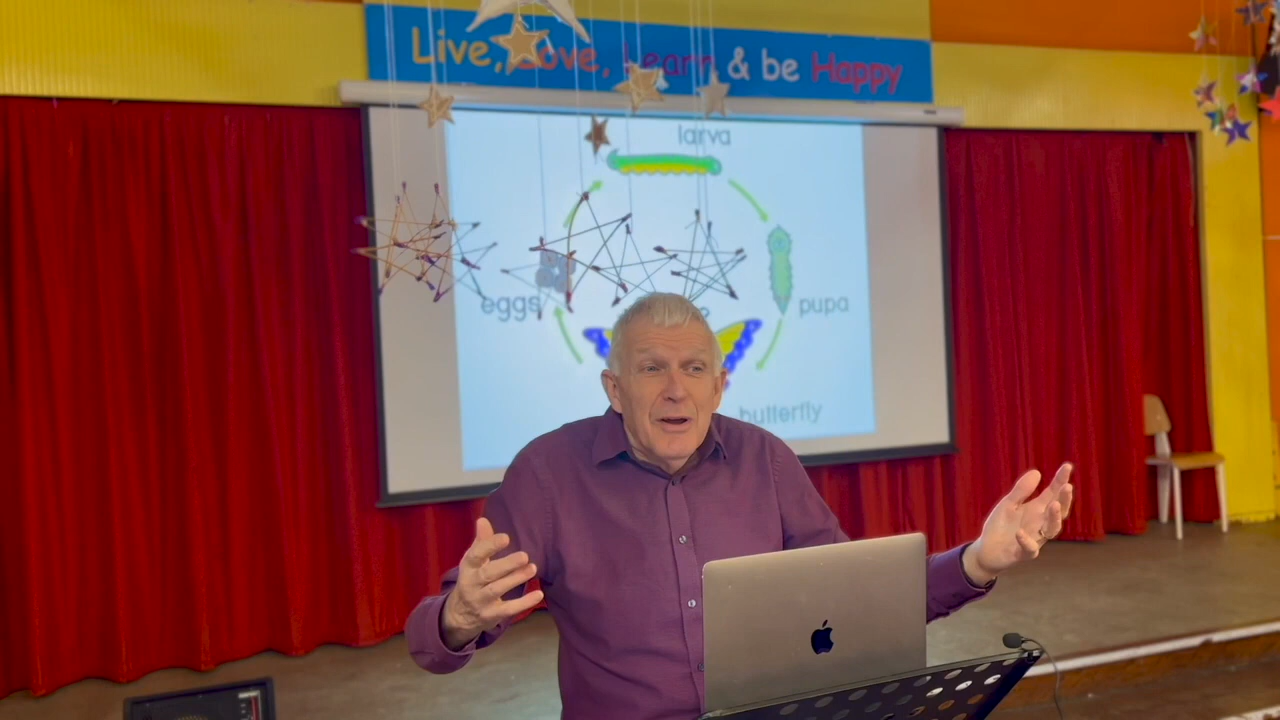 Live, Love, Learn & be Happy
larva
eggs
pupa
butterfly